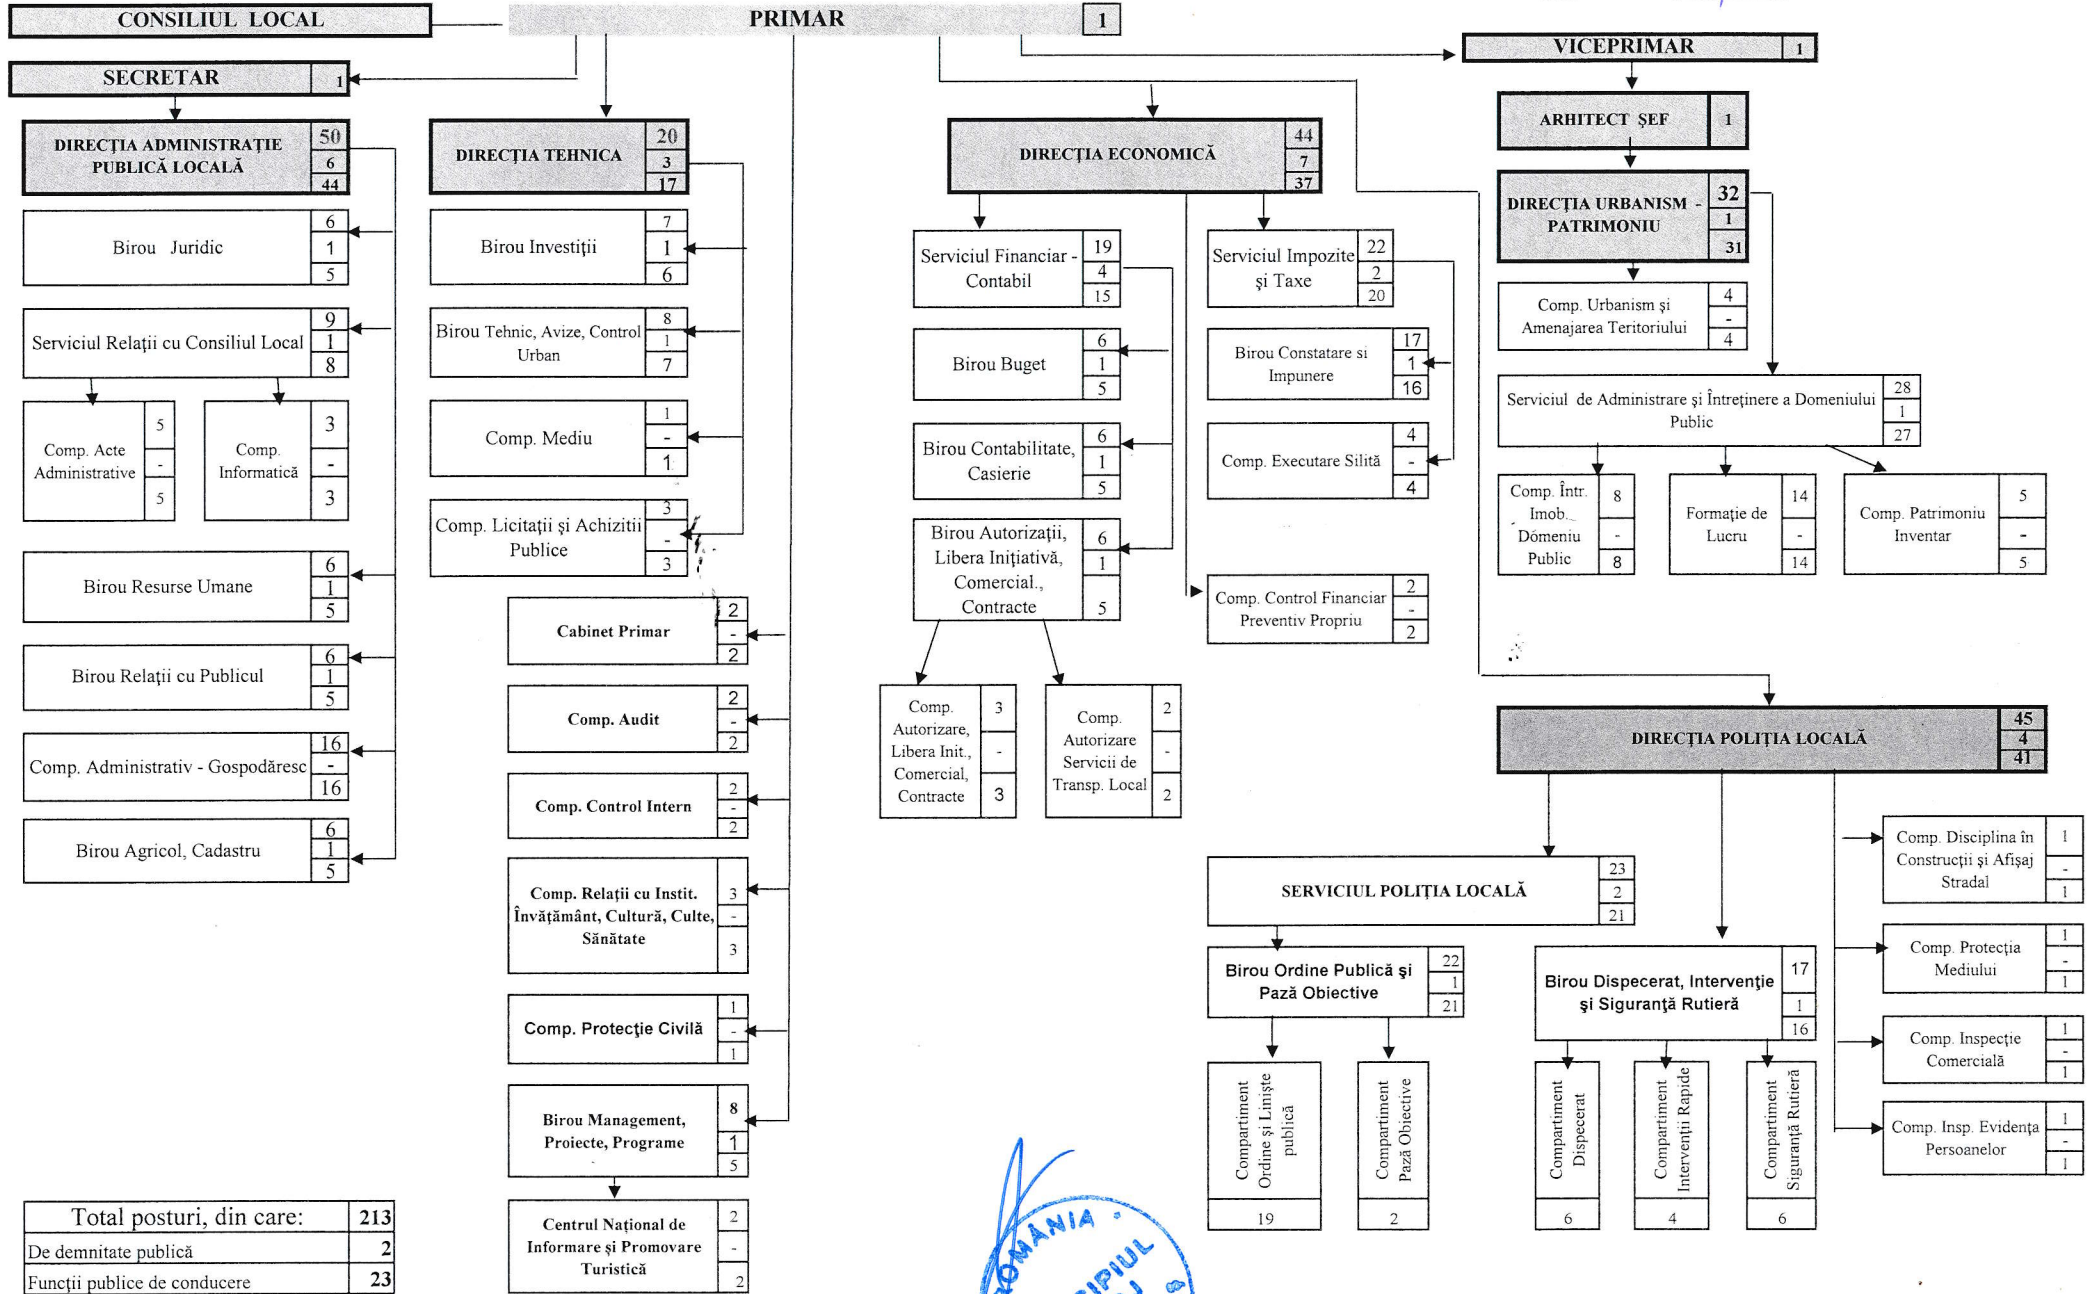 CONSILIUL LOCAL
PRIMAR 1
VICEPRIMAR 1
SECRETAR 1
ARHITECT ȘEF 1
DIRECȚIA ADMINISTRAȚIE
PUBLICĂ LOCALĂ
50
6
44
DIRECȚIA TEHNICA
20
3
17
DIRECȚIA ECONOMICĂ
44
7
37
DIRECȚIA URBANISM -
PATRIMONIU
32
1
31
Birou Juridic
6
1
5
Serviciul Relații cu Consiliul Local
9
1
8
Comp. Acte
Administrative
5
-
5
Comp.
Informatică
3
-
3
Birou Resurse Umane
6
1
5
Birou Relații cu Publicul
6
1
5
Comp. Administrativ - Gospodăresc
16
-
16
Birou Agricol, Cadastru
6
1
5
Birou Investiții
7
1
6
Birou Tehnic, Avize, Control
Urban
8
1
7
Comp. Mediu
1
-
1
Comp. Licitații și Achizitii
Publice
3
-
3
Cabinet Primar
2
-
2
Comp. Audit
2
-
2
Comp. Control Intern
2
-
2
Comp. Relații cu Instit.
Învățământ, Cultură, Culte,
Sănătate
3
-
3
Comp. Protecţie Civilă
1
-
1
Birou Management,
Proiecte, Programe
8
1
5
Centrul Național de
Informare și Promovare
Turistică
2
-
2
Serviciul Financiar -
Contabil
19
4
15
Birou Buget
6
1
5
Birou Contabilitate,
Casierie
6
1
5
Birou Autorizații,
Libera Inițiativă,
Comercial.,
Contracte
6
1
5
Comp.
Autorizare,
Libera Init.,
Comercial,
Contracte
3
-
3
Comp.
Autorizare
Servicii de
Transp. Local
2
-
2
Serviciul Impozite
și Taxe
22
2
20
Birou Constatare si
Impunere
17
1
16
Comp. Executare Silită
4
-
4
Comp. Control Financiar
Preventiv Propriu
2
-
2
Comp. Urbanism și
Amenajarea Teritoriului
4
-
4
Serviciul de Administrare și Întreținere a Domeniului
Public
28
1
27
Comp. Într.
Imob.
Domeniu
Public
8
-
8
Formație de
Lucru
14
-
14
Comp. Patrimoniu
Inventar
5
-
5
DIRECȚIA POLIȚIA LOCALĂ
45
4
41
SERVICIUL POLIȚIA LOCALĂ
23
2
21
Birou Ordine Publică şi
Pază Obiective
22
1
21
Compartiment
Ordine și Liniște
publică
19
Compartiment
Pază Obiective
2
Birou Dispecerat, Intervenţie
şi Siguranţă Rutieră
17
1
16
Compartiment
Dispecerat
6
Compartiment
Intervenții Rapide
4
Compartiment
Siguranță Rutieră
6
Comp. Disciplina în
Construcții și Afișaj
Stradal
1
-
1
Comp. Protecția
Mediului
1
-
1
Comp. Inspecție
Comercială
1
-
1
Comp. Insp. Evidența
Persoanelor
1
-
1
Total posturi, din care: 213
De demnitate publică 2
Funcții publice de conducere 23